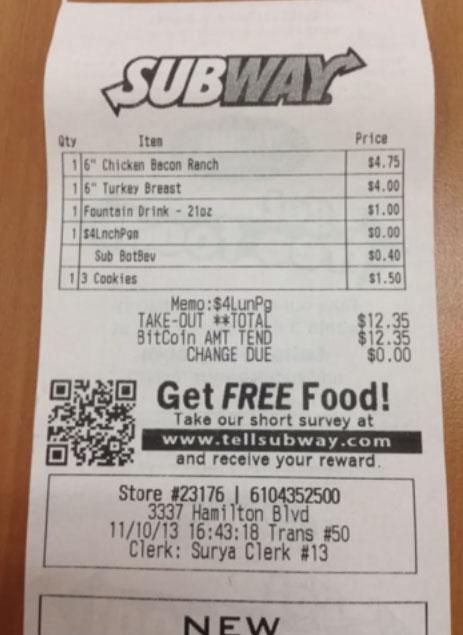 SUBWAY
Qty Item Price
1 6" Chicken Bacon Ranch $4.75
1 6" Turkey Breast $4.00
1 Fountain Drink - 21oz $1.00
1 $4LnchPgm $0.00
Sub BotBev $0.40
1 3 Cookies $1.50
Memo:$4LunPg
TAKE-OUT **TOTAL $12.35
BitCoin AMT TEND $12.35
CHANGE DUE $0.00
Get FREE Food!
Take our short survey at
www.tellsubway.com
and receive your reward.
Store #23176 | 6104352500
3337 Hamilton Blvd
11/10/13 16:43:18 Trans #50
Clerk: Surya Clerk #13
NEW